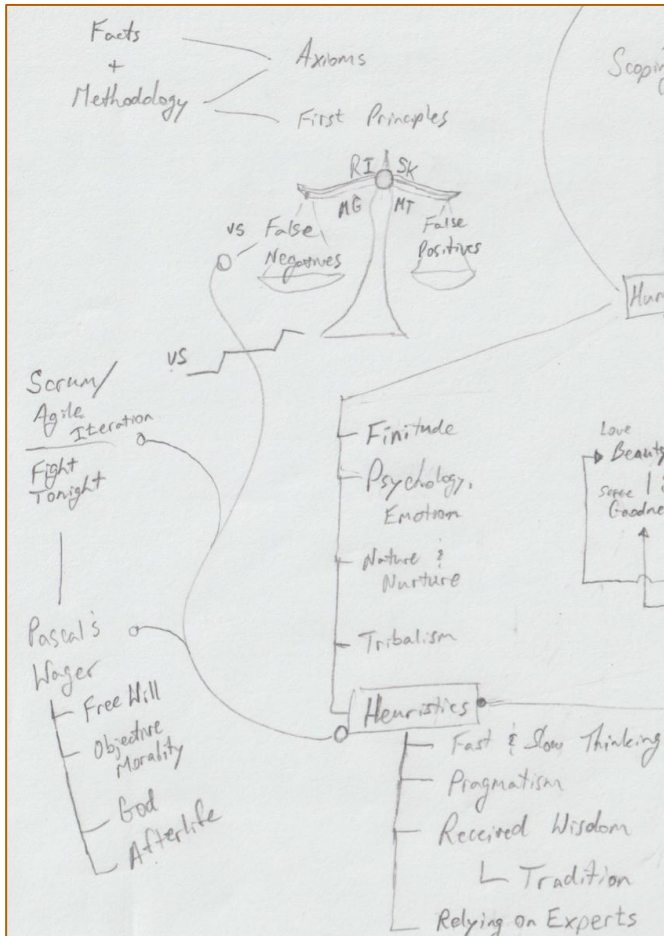 Facts
+
Methodology
Axioms
First Principles
Scoping
RI SK
MG MT
vs False
Negatives
False
Positives
vs
Scrum/
Agile
Iteration
Fight
Tonight
Pascal's
Wager
Free Will
Objective
Morality
God
Afterlife
Finitude
Psychology,
Emotion
Nature &
Nurture
Tribalism
Heuristics
Fast & Slow Thinking
Pragmatism
Received Wisdom
Tradition
Relying on Experts
Love
Beauty
Goodne